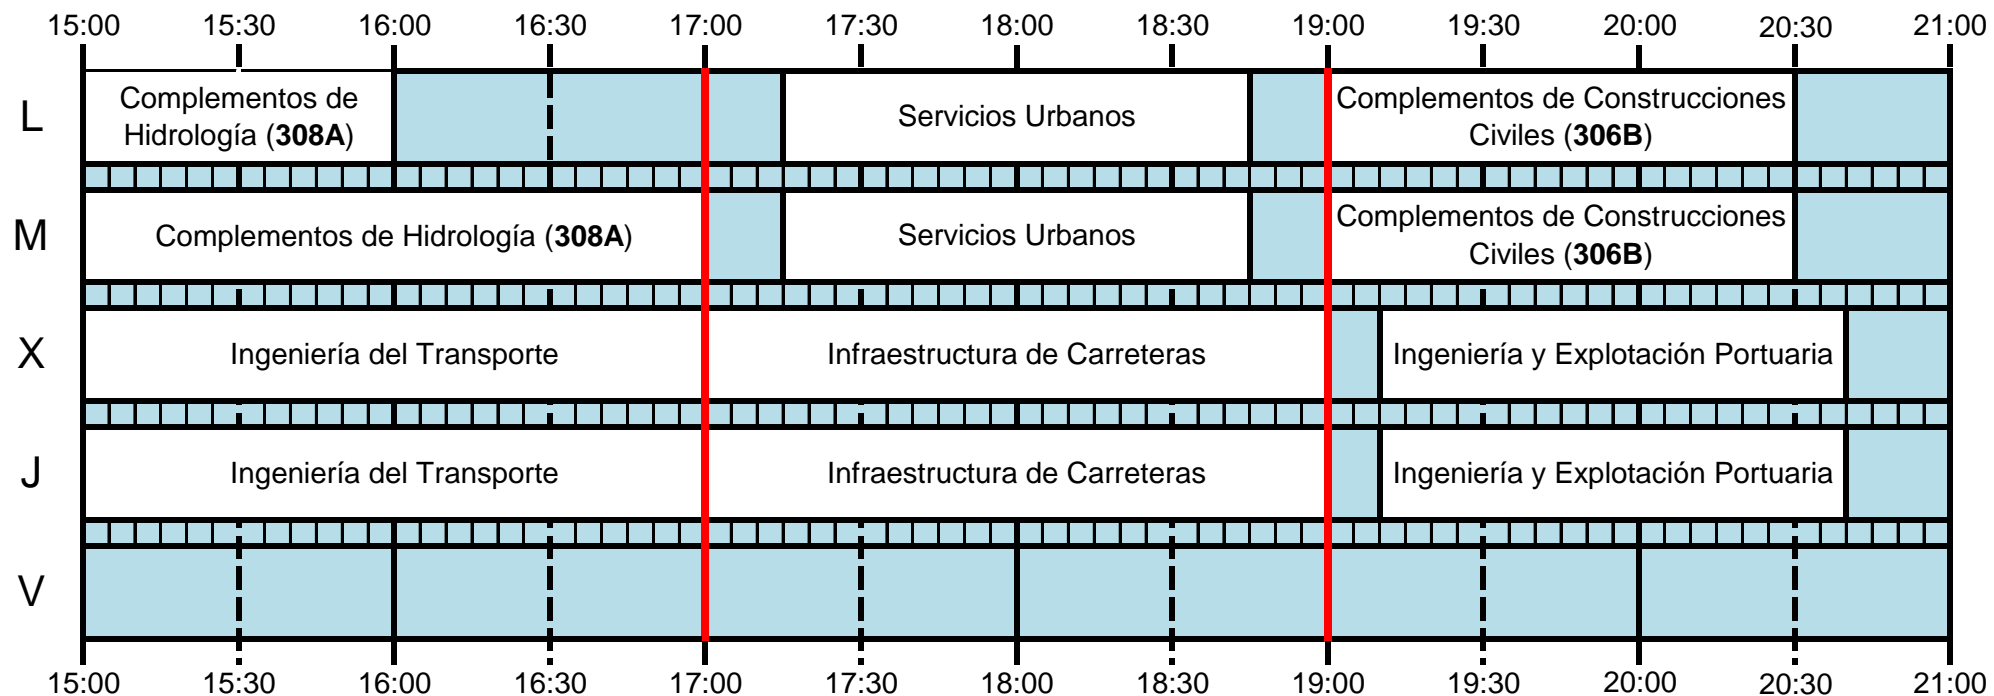 15:00 15:30 16:00 16:30 17:00 17:30 18:00 18:30 19:00 19:30 20:00 20:30 21:00
L
Complementos de
Hidrología (308A)
Servicios Urbanos
Complementos de Construcciones
Civiles (306B)
M
Complementos de Hidrología (308A)
Servicios Urbanos
Complementos de Construcciones
Civiles (306B)
X
Ingeniería del Transporte
Infraestructura de Carreteras
Ingeniería y Explotación Portuaria
J
Ingeniería del Transporte
Infraestructura de Carreteras
Ingeniería y Explotación Portuaria
V
15:00 15:30 16:00 16:30 17:00 17:30 18:00 18:30 19:00 19:30 20:00 20:30 21:00